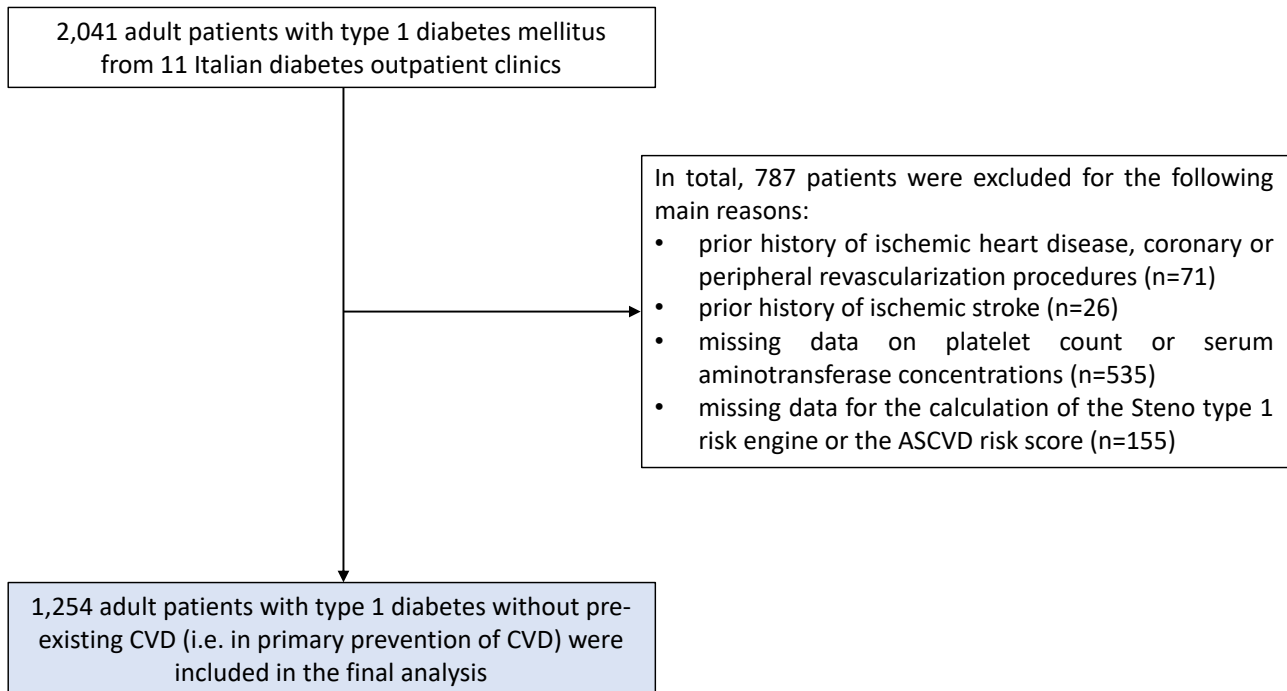 2,041 adult patients with type 1 diabetes mellitus
from 11 Italian diabetes outpatient clinics
In total, 787 patients were excluded for the following
main reasons:
• prior history of ischemic heart disease, coronary or
peripheral revascularization procedures (n=71)
• prior history of ischemic stroke (n=26)
• missing data on platelet count or serum
aminotransferase concentrations (n=535)
• missing data for the calculation of the Steno type 1
risk engine or the ASCVD risk score (n=155)
1,254 adult patients with type 1 diabetes without pre-
existing CVD (i.e. in primary prevention of CVD) were
included in the final analysis